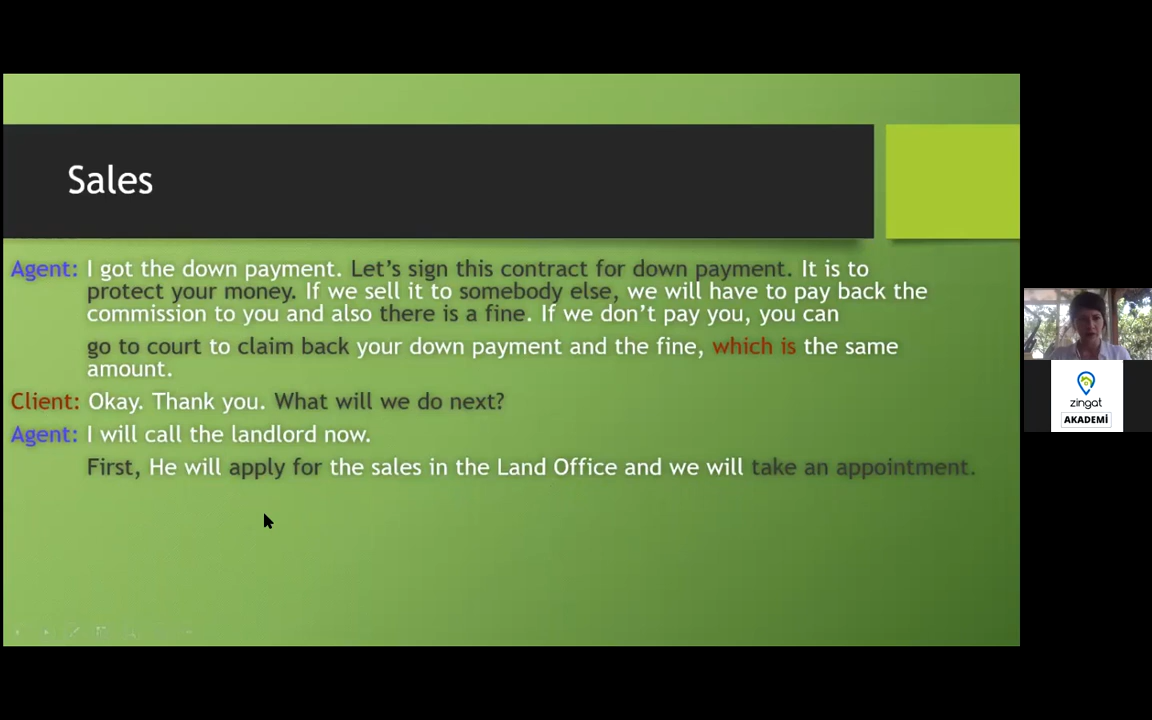 Sales
Agent: I got the down payment. Let's sign this contract for down payment. It is to
protect your money. If we sell it to somebody else, we will have to pay back the
commission to you and also there is a fine. If we don't pay you, you can
go to court to claim back your down payment and the fine, which is the same
amount.
Client: Okay. Thank you. What will we do next?
Agent: I will call the landlord now.
First, He will apply for the sales in the Land Office and we will take an appointment.
zingat
AKADEMİ